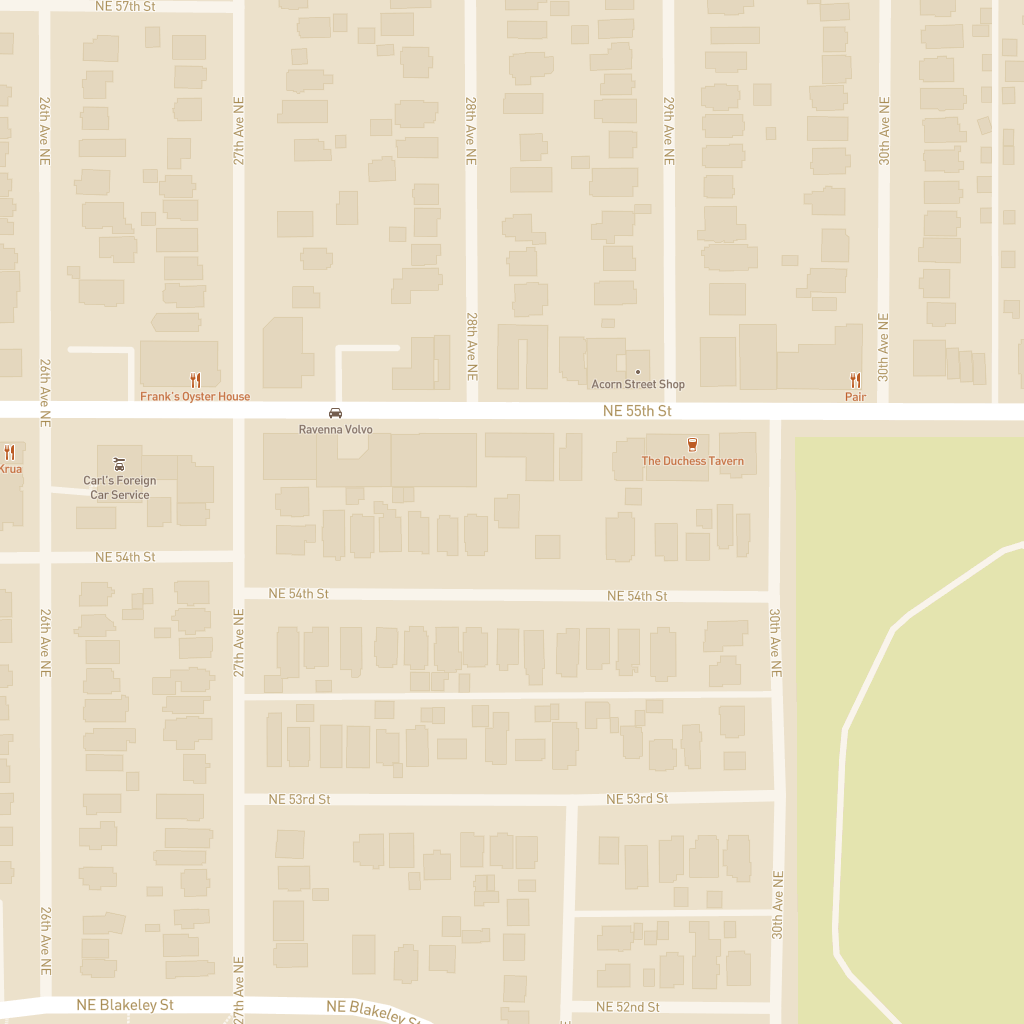 NE 57th St
26th Ave NE
27th Ave NE
28th Ave NE
29th Ave NE
30th Ave NE
28th Ave NE
30th Ave NE
26th Ave NE
Acorn Street Shop
Frank's Oyster House
Pair
NE 55th St
Ravenna Volvo
The Duchess Tavern
Krua
Carl's Foreign
Car Service
NE 54th St
NE 54th St
NE 54th St
26th Ave NE
27th Ave NE
30th Ave NE
NE 53rd St
NE 53rd St
30th Ave NE
26th Ave NE
27th Ave NE
NE Blakeley St
NE Blakeley St
NE 52nd St